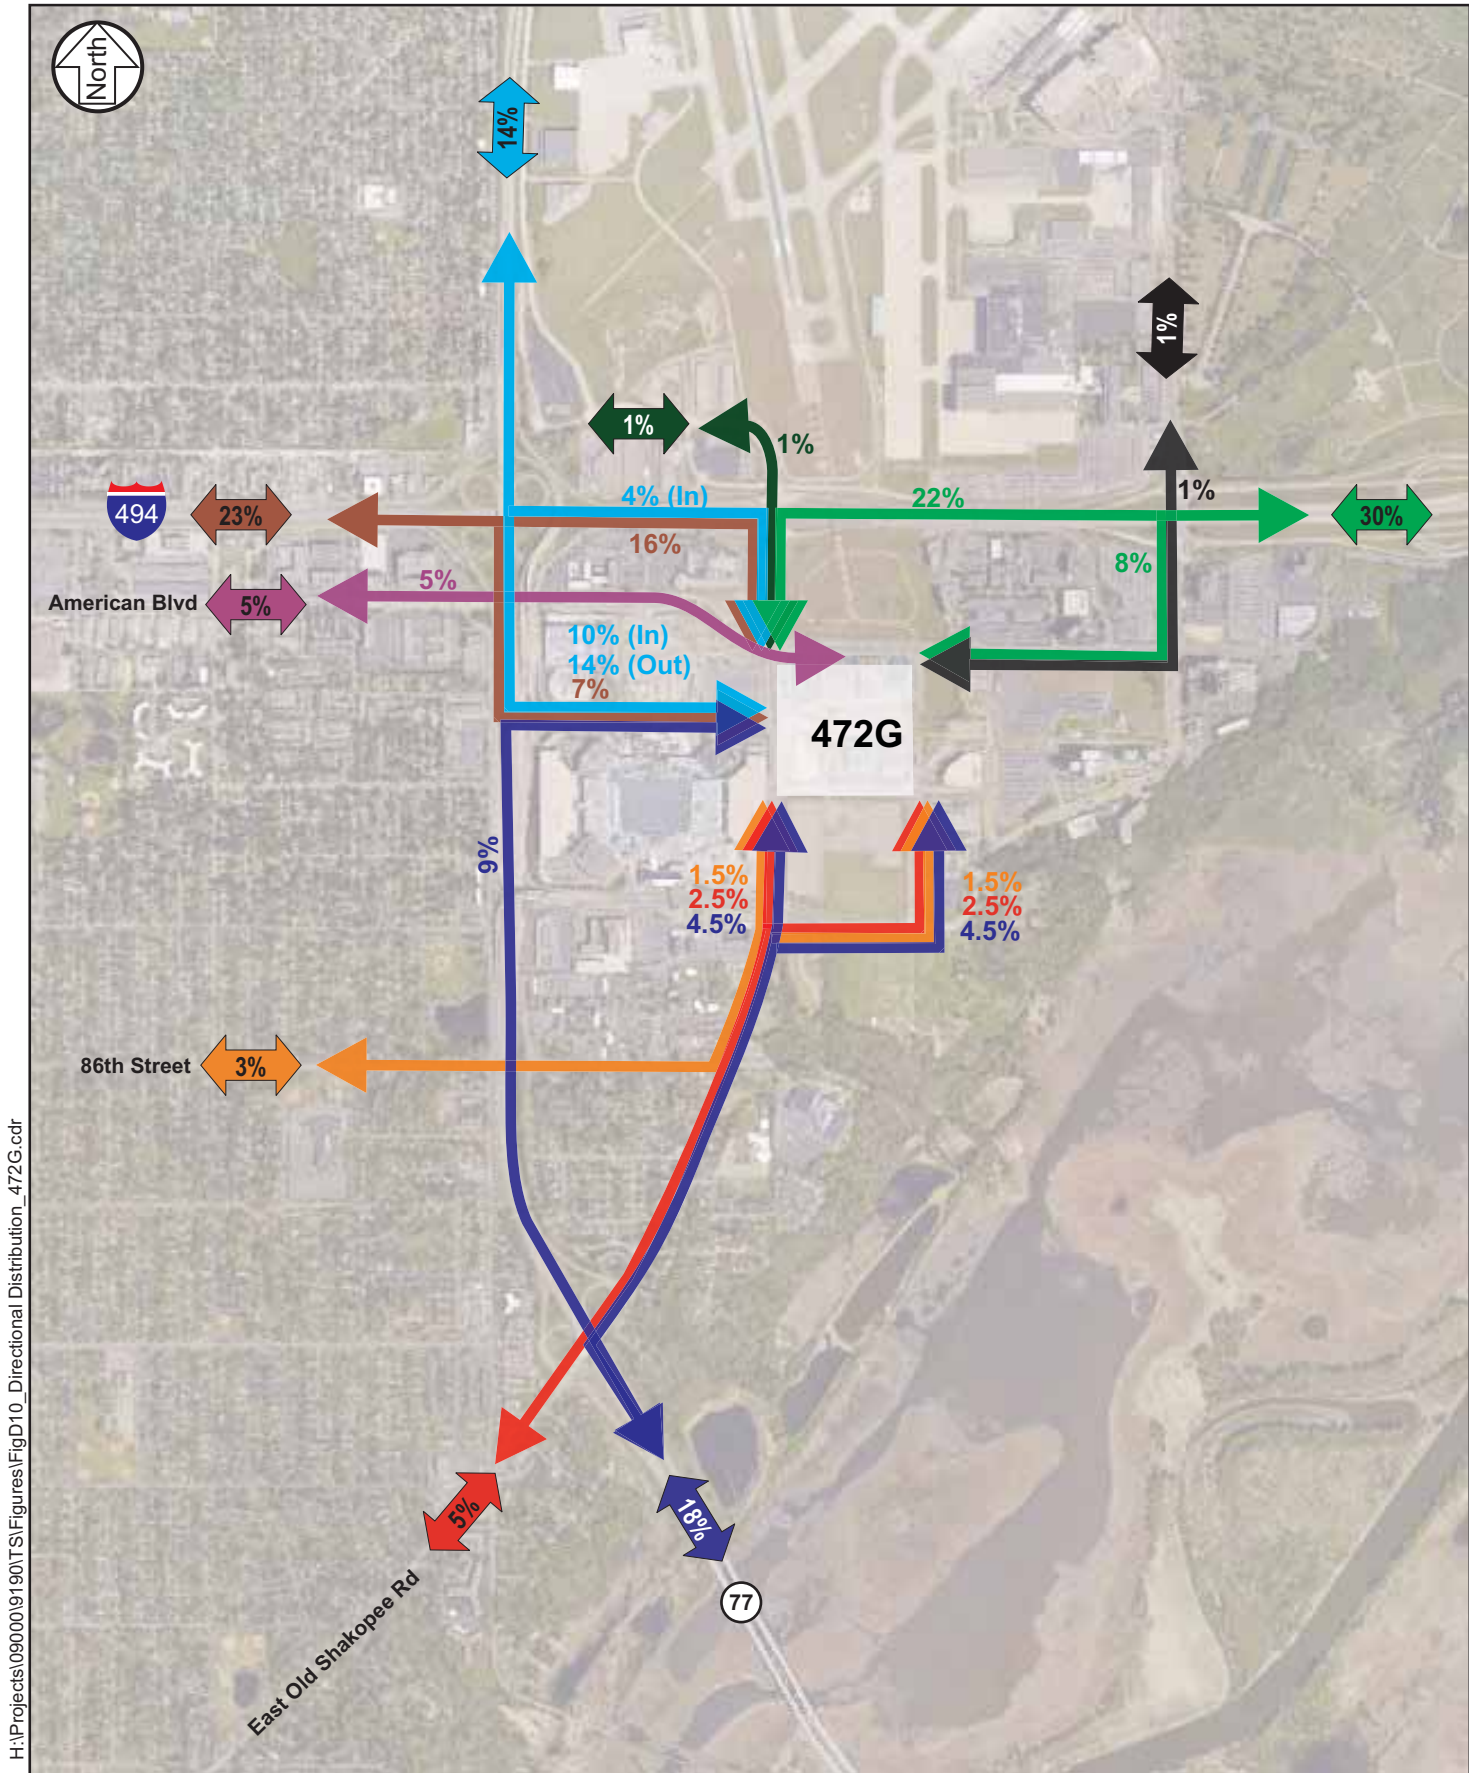 North
14%
1%
1%
1%
4% (In)
22%
1%
494
23%
30%
16%
8%
5%
American Blvd
5%
10% (In)
14% (Out)
7%
472G
9%
1.5%
2.5%
4.5%
1.5%
2.5%
4.5%
86th Street
3%
5%
18%
77
East Old Shakopee Rd
H:\Projects\09000\9190\TS\Figures\FigD10_Directional Distribution_472G.cdr